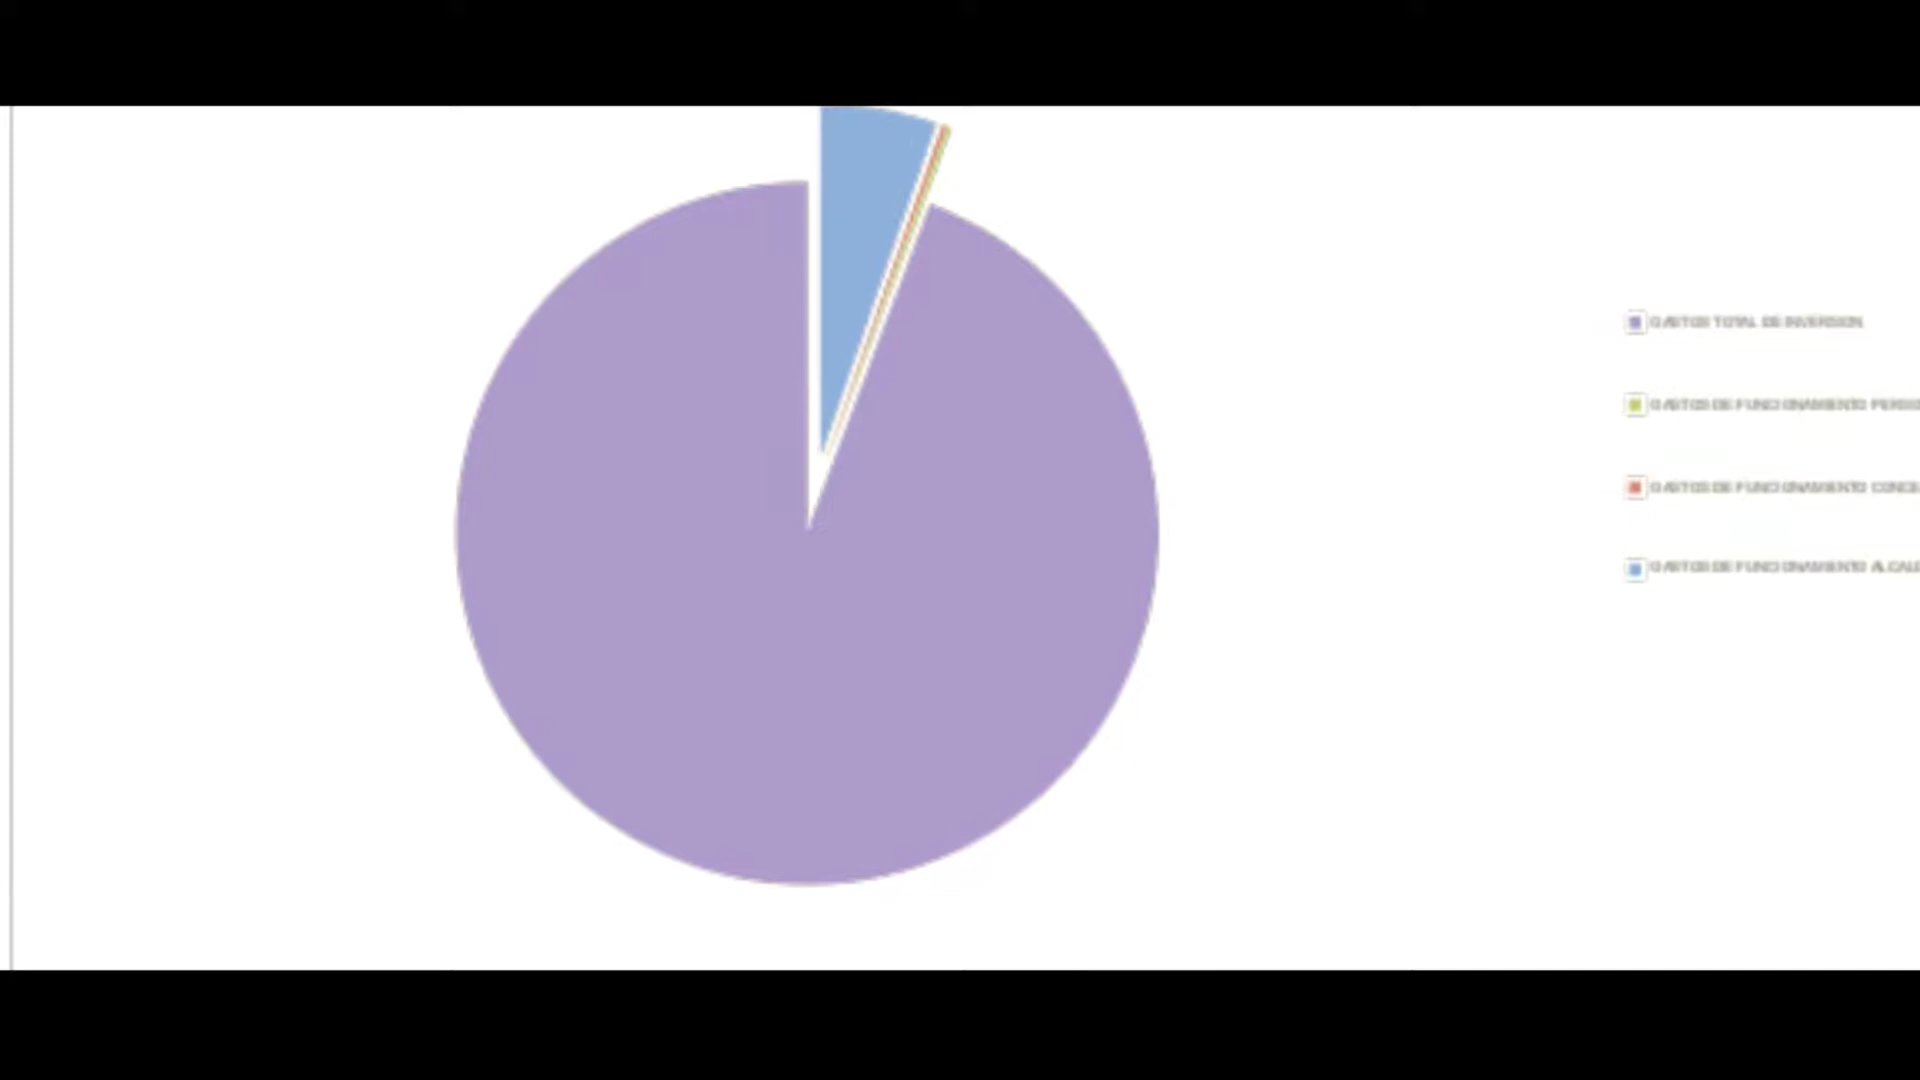 GASTOS TOTAL DE INVERSION
GASTOS DE FUNCIONAMIENTO
GASTOS DE FUNCIONAMIENTO
GASTOS DE FUNCIONAMIENTO